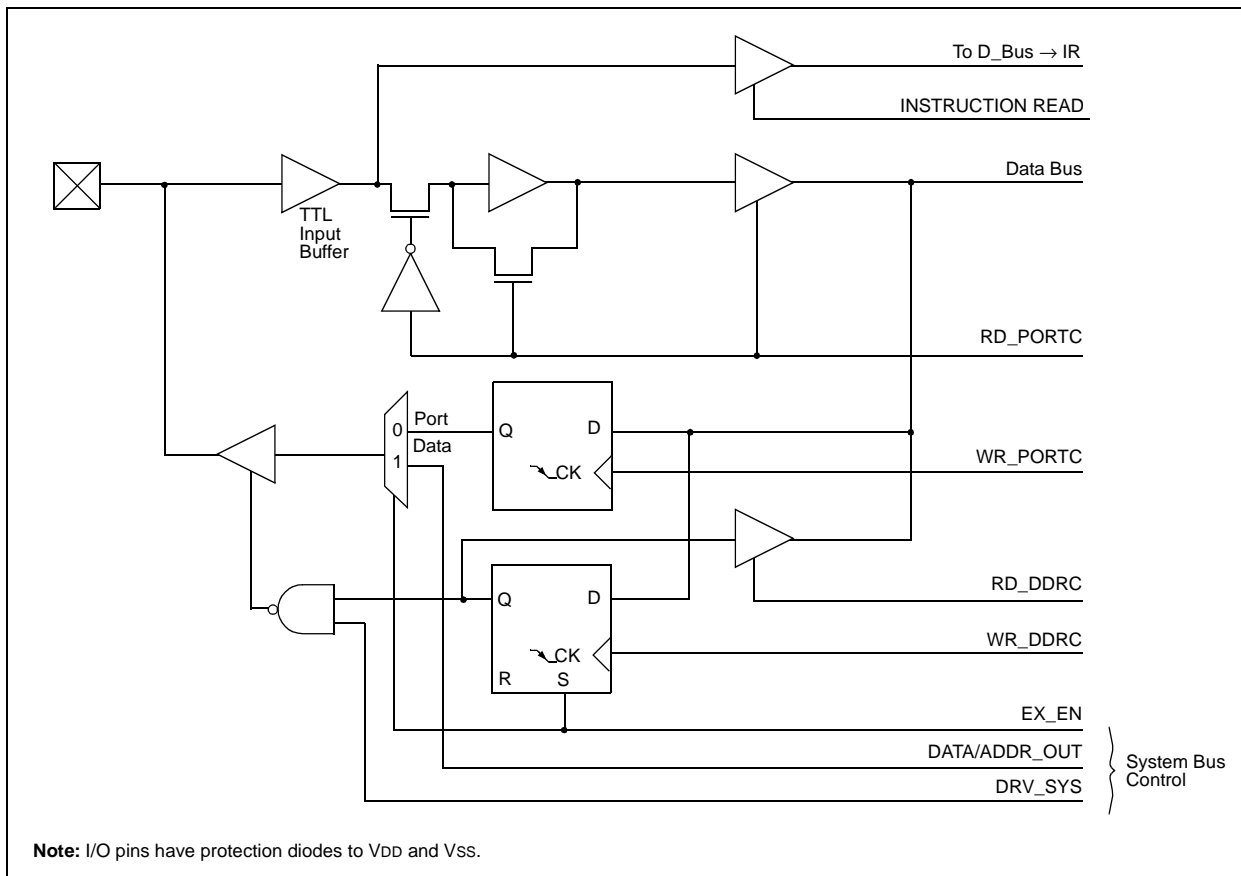 To D_Bus → IR
INSTRUCTION READ
Data Bus
TTL
Input
Buffer
RD_PORTC
0
Port
Data
1
Q
D
CK
WR_PORTC
RD_DDRC
Q
D
CK
WR_DDRC
R
S
EX_EN
DATA/ADDR_OUT
DRV_SYS
System Bus
Control
Note: I/O pins have protection diodes to VDD and VSS.